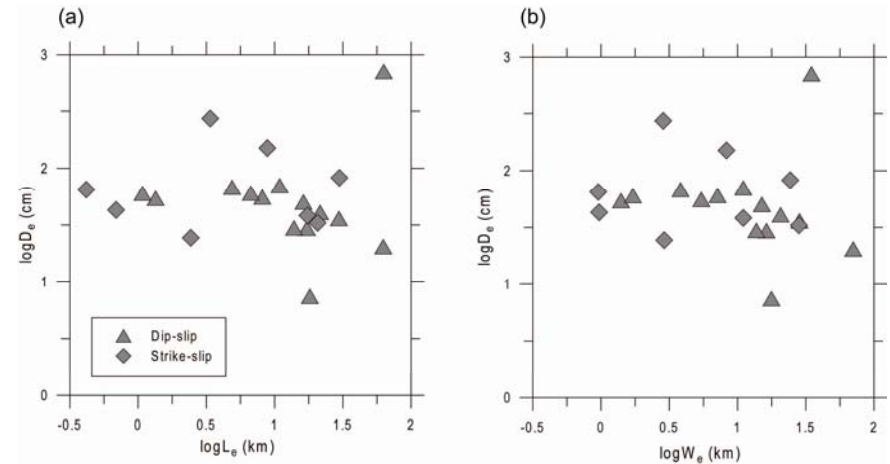 (a)
3
2
1
0
logDe (cm)
-0.5 0 0.5 1 1.5 2
logLe (km)
Dip-slip
Strike-slip
(b)
3
2
1
0
logDe (cm)
-0.5 0 0.5 1 1.5 2
logWe (km)